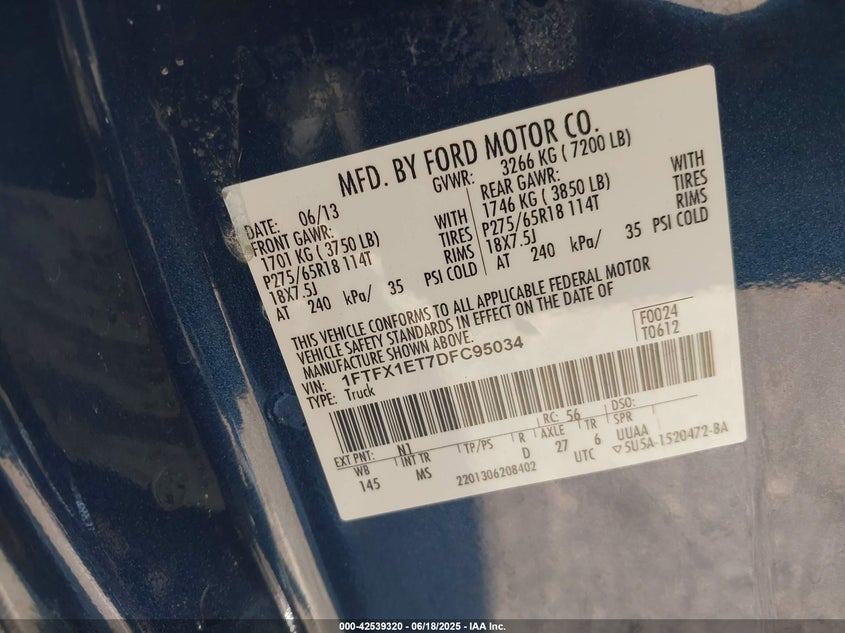 MFD. BY FORD MOTOR CO.
DATE: 06/13 GVWR: 3266 KG ( 7200 LB)
FRONT GAWR: REAR GAWR:
1701 KG ( 3750 LB) WITH 1746 KG ( 3850 LB) WITH
P275/65R18 114T TIRES P275/65R18 114T TIRES
18X7.5J RIMS 18X7.5J RIMS
AT 240 kPa/ 35 PSI COLD AT 240 kPa/ 35 PSI COLD
THIS VEHICLE CONFORMS TO ALL APPLICABLE FEDERAL MOTOR
VEHICLE SAFETY STANDARDS IN EFFECT ON THE DATE OF
MANUFACTURE SHOWN ABOVE.
VIN: 1FTFX1ET7DFC95034 F0024
TYPE: Truck T0612
EXT PNT: N1 RC: 56 DSO:
WB INT TR TP/PS R AXLE TR SPR
145 MS D 27 6 UUAA
2201306208402 UTC ▽5U5A-1520472-BA
000-42539320 - 06/18/2025 - IAA Inc.